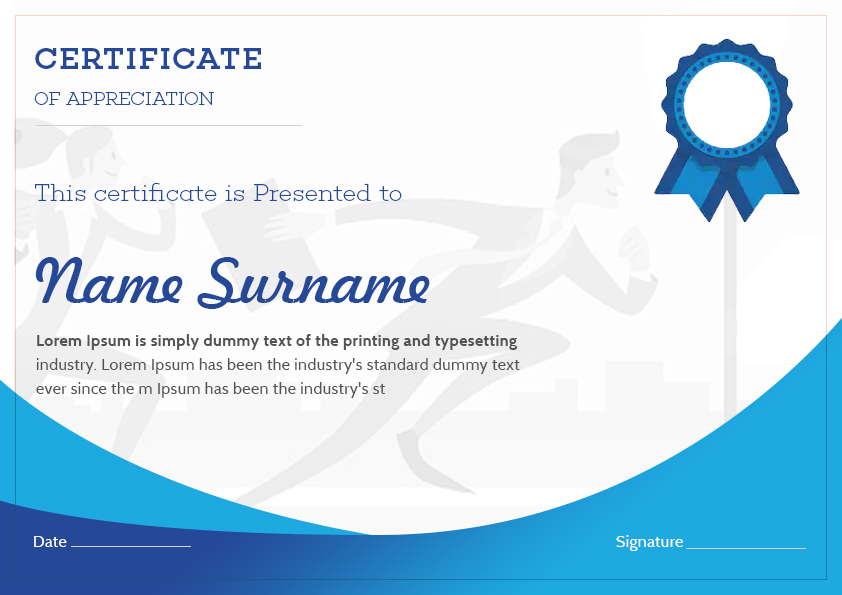 CERTIFICATE
OF APPRECIATION
This certificate is Presented to
Name Surname
Lorem Ipsum is simply dummy text of the printing and typesetting
industry. Lorem Ipsum has been the industry's standard dummy text
ever since the m Ipsum has been the industry's st
Date
Signature